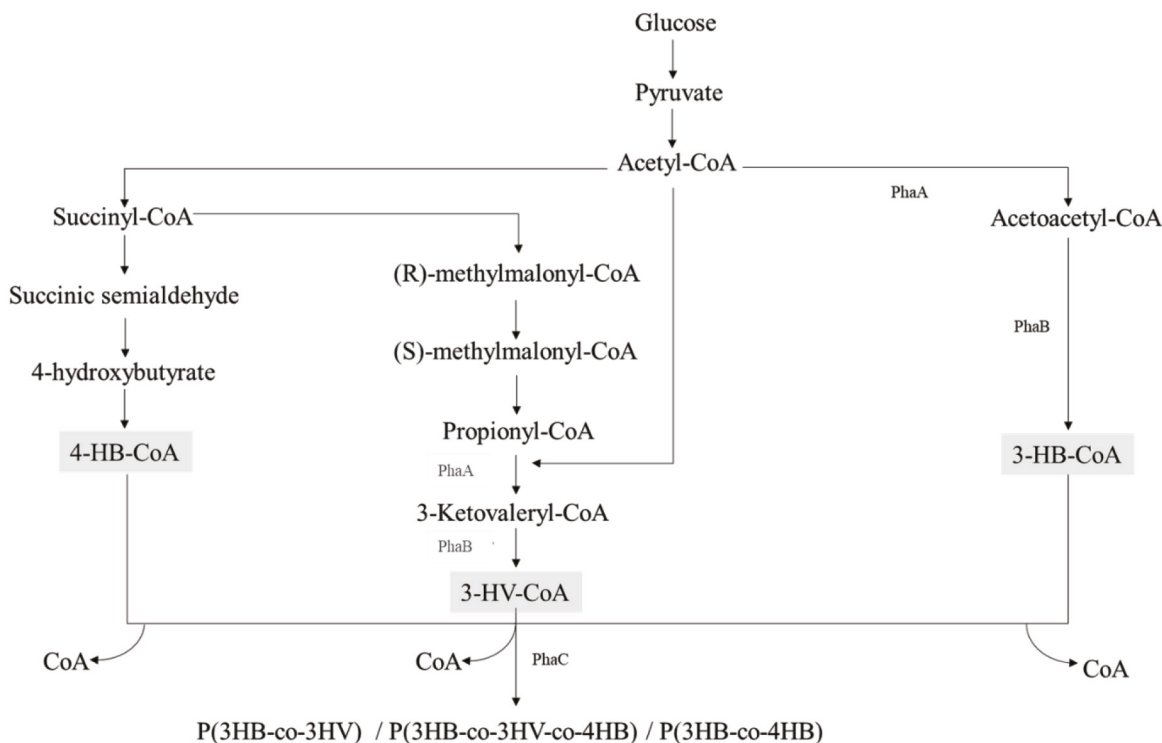 Glucose
Pyruvate
Acetyl-CoA
PhaA
Succinyl-CoA
Acetoacetyl-CoA
(R)-methylmalonyl-CoA
Succinic semialdehyde
PhaB
(S)-methylmalonyl-CoA
4-hydroxybutyrate
Propionyl-CoA
4-HB-CoA
3-HB-CoA
PhaA
3-Ketovaleryl-CoA
PhaB
3-HV-CoA
CoA
CoA
PhaC
CoA
P(3HB-co-3HV) / P(3HB-co-3HV-co-4HB) / P(3HB-co-4HB)